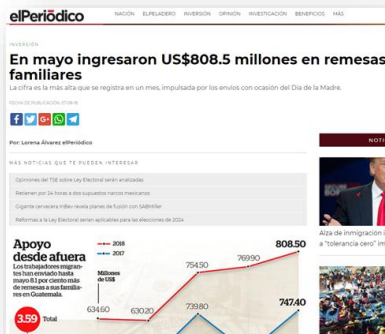 elPeriódico
NACIÓN ELPELADERO INVERSIÓN OPINIÓN INVESTIGACIÓN BENEFICIOS MÁS
INVERSIÓN
En mayo ingresaron US$808.5 millones en remesas
familiares
La cifra es la más alta que se registra en un mes, impulsada por los envíos con ocasión del Día de la Madre.
Por: Lorena Álvarez elPeriódico
NOTI
MÁS NOTICIAS QUE TE PUEDEN INTERESAR
Opiniones del TSE sobre Ley Electoral serán analizadas
Retienen por 24 horas a dos supuestos narcos mexicanos
Gigante cervecera InBev revela planes de fusión con SABMiller
Reformas a la Ley Electoral serían aplicables para las elecciones de 2024
Alza de inmigración i
a "tolerancia cero" im
Apoyo
desde afuera
Los trabajadores migran-
tes han enviado hasta
mayo 8.1 por ciento más
de remesas a sus familia-
res en Guatemala.
2018
2017
Millones
de US$
808.50
769.90
754.50
747.40
739.80
634.60
630.20
3.59 Total